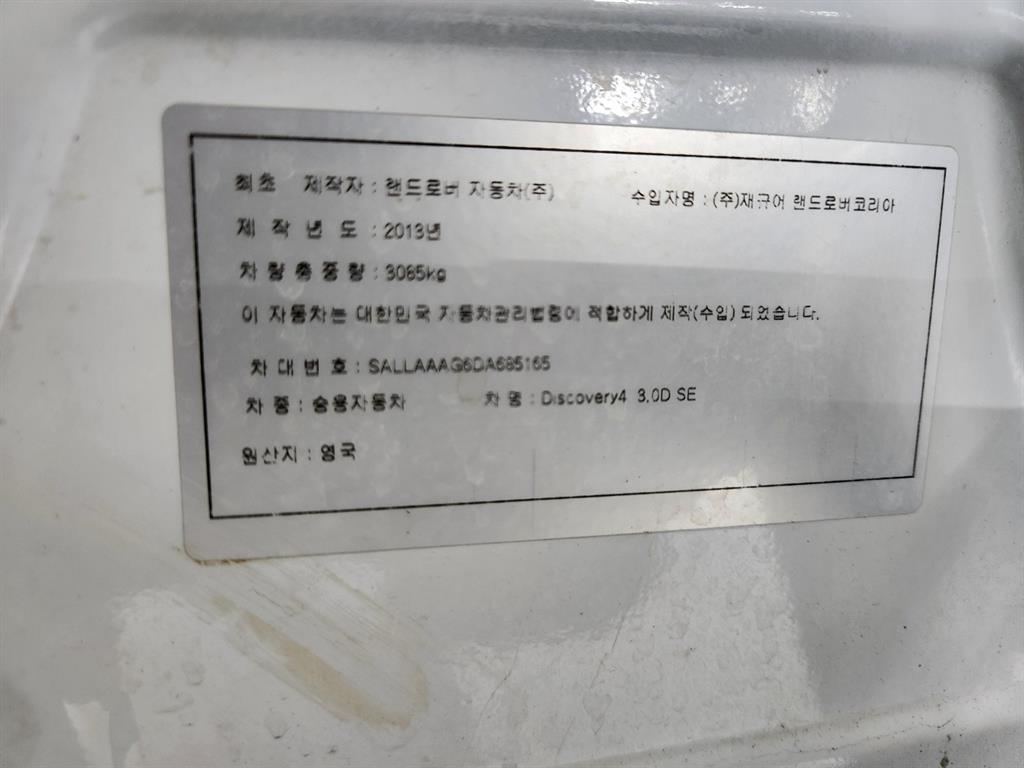 최초 제작자 : 랜드로버 자동차(주) 수입자명 : (주)재규어 랜드로버코리아
제 작 년 도 : 2013년
차 량 총 중 량 : 3085kg
이 자동차는 대한민국 자동차관리법령에 적합하게 제작(수입) 되었습니다.
차 대 번 호 : SALLAAAG6DA685165
차 종 : 승용자동차 차 명 : Discovery4 3.0D SE
원산지 : 영국